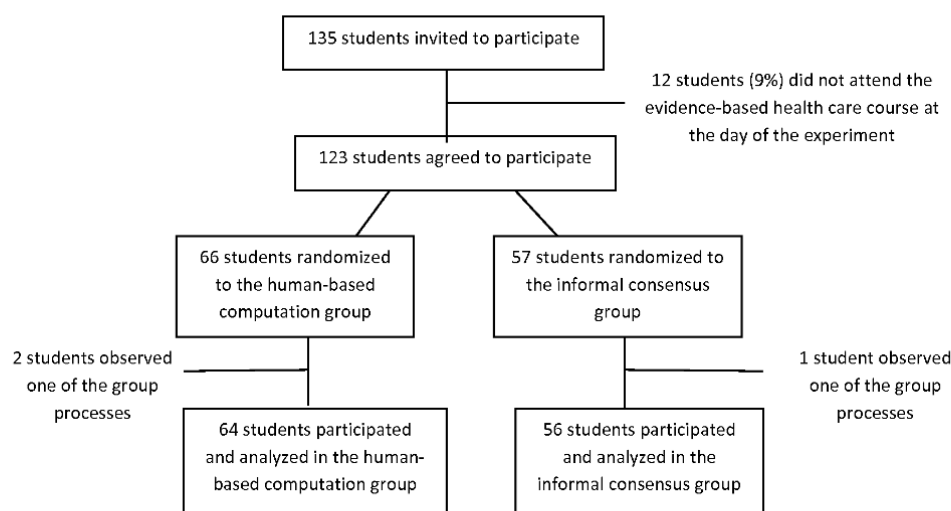 135 students invited to participate
12 students (9%) did not attend the
evidence-based health care course at
the day of the experiment
123 students agreed to participate
66 students randomized
to the human-based
computation group
57 students randomized to
the informal consensus
group
2 students observed
one of the group
processes
1 student observed
one of the group
processes
64 students participated
and analyzed in the human-
based computation group
56 students participated
and analyzed in the
informal consensus group